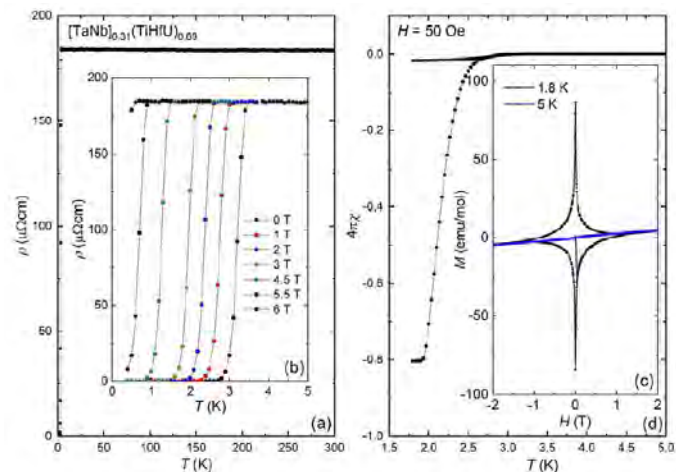 [TaNb]0.31(TiHfU)0.69
ρ (μΩcm)
200
150
100
50
0
0
50
100
150
200
250
300
T (K)
(a)
ρ (μΩcm)
200
150
100
50
0
0
1
2
3
4
5
T (K)
(b)
0 T
1 T
2 T
3 T
4.5 T
5.5 T
6 T
H = 50 Oe
4πχ
0.0
-0.2
-0.4
-0.6
-0.8
-1.0
1.5
2.0
2.5
3.0
3.5
4.0
4.5
5.0
T (K)
(d)
1.8 K
5 K
M (emu/mol)
100
50
0
-50
-100
-2
-1
0
1
2
H (T)
(c)